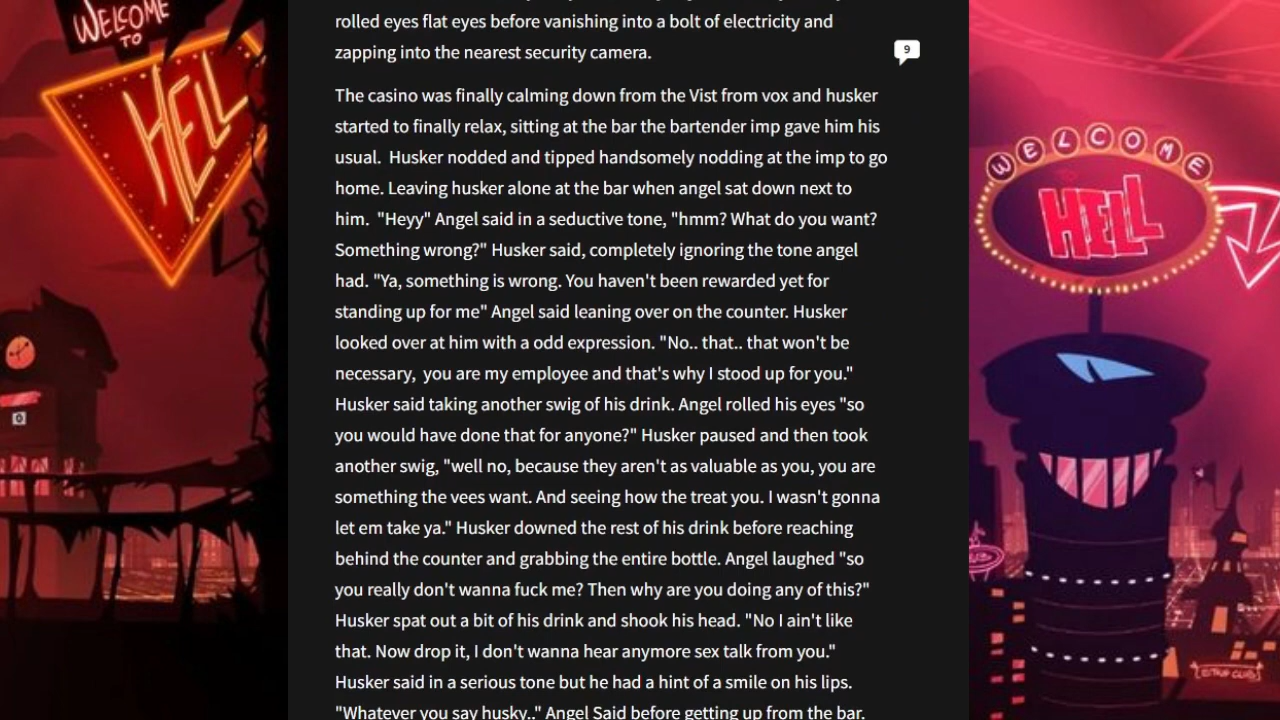 WELCOME
TO
HELL
rolled eyes flat eyes before vanishing into a bolt of electricity and
zapping into the nearest security camera.
9
The casino was finally calming down from the Vist from vox and husker
started to finally relax, sitting at the bar the bartender imp gave him his
usual.  Husker nodded and tipped handsomely nodding at the imp to go
home. Leaving husker alone at the bar when angel sat down next to
him.  "Heyy" Angel said in a seductive tone, "hmm? What do you want?
Something wrong?" Husker said, completely ignoring the tone angel
had. "Ya, something is wrong. You haven't been rewarded yet for
standing up for me" Angel said leaning over on the counter. Husker
looked over at him with a odd expression. "No.. that.. that won't be
necessary,  you are my employee and that's why I stood up for you."
Husker said taking another swig of his drink. Angel rolled his eyes "so
you would have done that for anyone?" Husker paused and then took
another swig, "well no, because they aren't as valuable as you, you are
something the vees want. And seeing how the treat you. I wasn't gonna
let em take ya." Husker downed the rest of his drink before reaching
behind the counter and grabbing the entire bottle. Angel laughed "so
you really don't wanna fuck me? Then why are you doing any of this?"
Husker spat out a bit of his drink and shook his head. "No I ain't like
that. Now drop it, I don't wanna hear anymore sex talk from you."
Husker said in a serious tone but he had a hint of a smile on his lips.
"Whatever you say husky.." Angel Said before getting up from the bar.
WELCOME
HELL